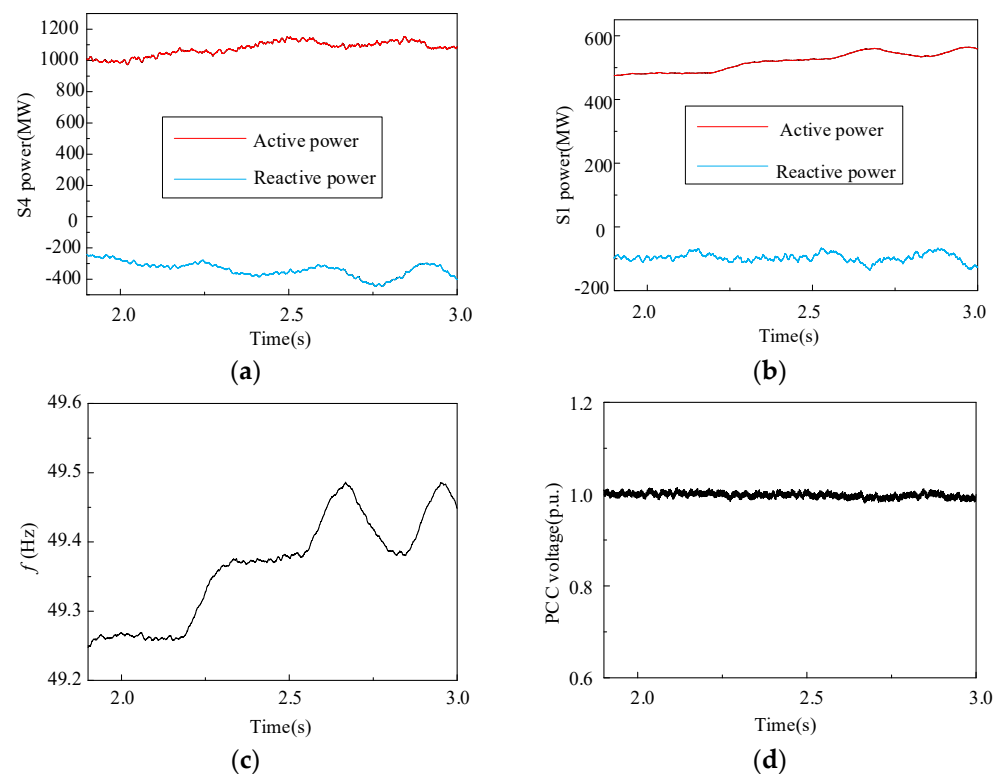 S4 power(MW)
1200
1000
800
600
400
200
0
-200
-400
Active power
Reactive power
2.0
2.5
3.0
Time(s)
(a)
S1 power(MW)
600
400
200
0
-200
Active power
Reactive power
2.0
2.5
3.0
Time(s)
(b)
f (Hz)
49.6
49.5
49.4
49.3
49.2
2.0
2.5
3.0
Time(s)
(c)
PCC voltage(p.u.)
1.2
1.0
0.8
0.6
2.0
2.5
3.0
Time(s)
(d)